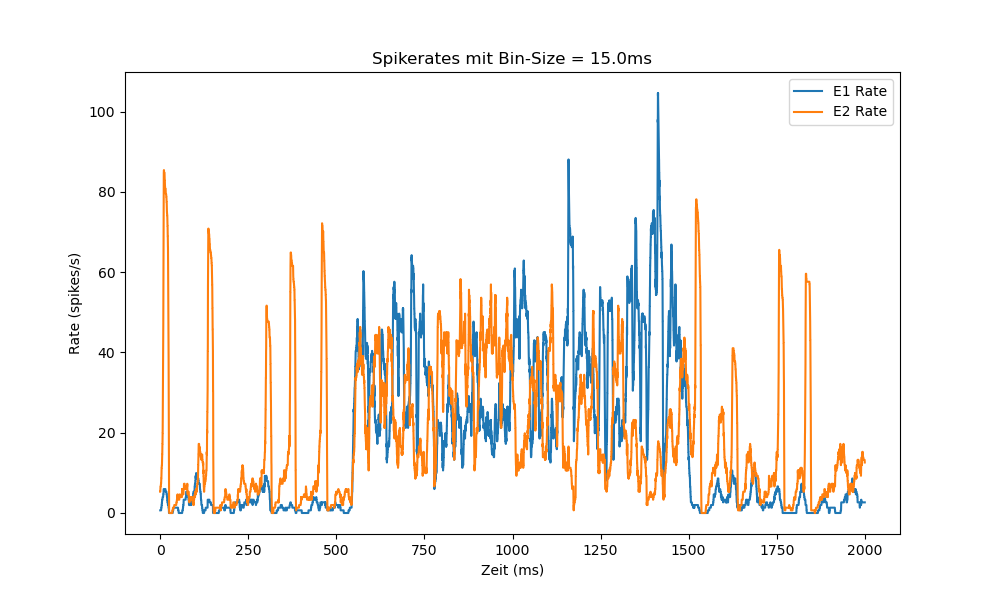 Spikerates mit Bin-Size = 15.0ms
E1 Rate
E2 Rate
Rate (spikes/s)
100
80
60
40
20
0
0 250 500 750 1000 1250 1500 1750 2000
Zeit (ms)